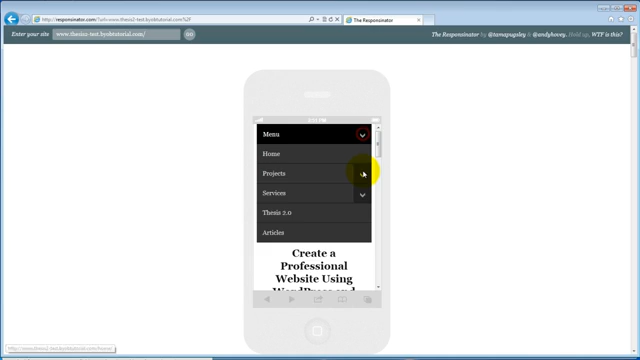 http://responsinator.com/?url=www.thesis2-test.byobtutorial.com%2F
The Responsinator
Enter your site
www.thesis2-test.byobtutorial.com/
GO
The Responsinator by @tamapugsley & @andyhovey. Hold up, WTF is this?
Menu
Home
Projects
Services
Thesis 2.0
Articles
Create a
Professional
Website Using
WordPress and